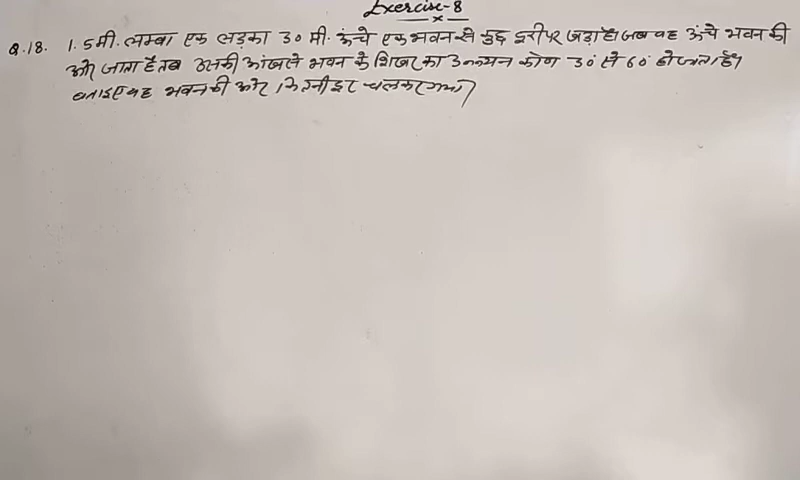 Exercise-8
Q.18. 1.5 मी. लम्बा एक लड़का 30 मी. ऊंचे एक भवन से कुछ दूरी पर खड़ा है। जब वह ऊंचे भवन की
ओर जाता है तब उसकी आंख से भवन के शिखर का उन्नयन कोण 30° से 60° हो जाता है।
बताइए वह भवन की ओर कितनी दूर चलकर गया।